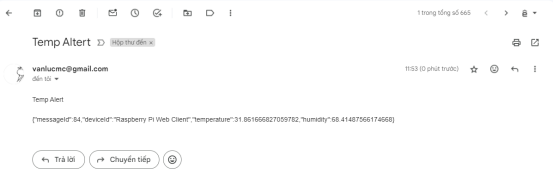 1 trong tổng số 665
Temp Altert
Hộp thư đến ×
vanlucmc@gmail.com
11:53 (0 phút trước)
đến tôi
Temp Alert
{"messageId":84,"deviceId":"Raspberry Pi Web Client","temperature":31.861666827059782,"humidity":68.41487566174668}
Trả lời
Chuyển tiếp